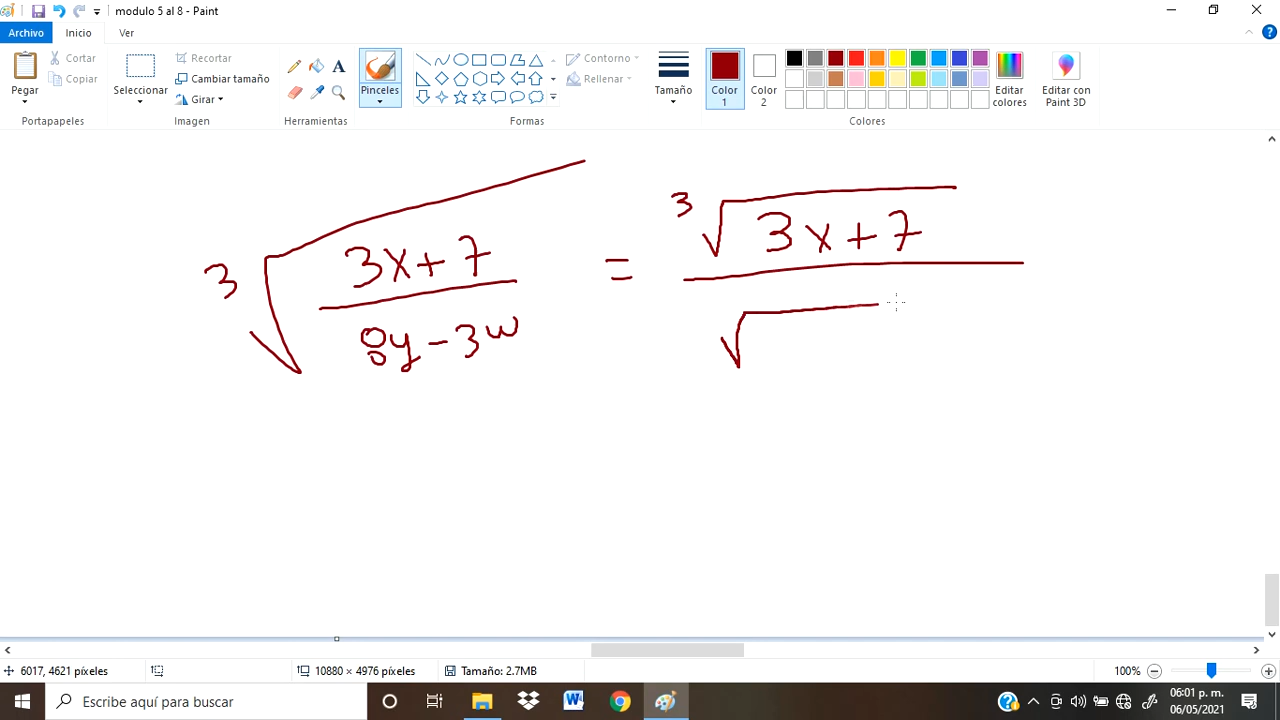 modulo 5 al 8 - Paint
Archivo Inicio Ver
Pegar Cortar Copiar Portapapeles
Seleccionar Recortar Cambiar tamaño Girar Imagen
A Herramientas
Pinceles
Contorno Rellenar Formas
Tamaño
Color 1 Color 2 Editar colores Editar con Paint 3D Colores
∛((3x+7)/(8y-3w)) = ∛(3x+7)/√
6017, 4621 píxeles 10880 × 4976 píxeles Tamaño: 2.7MB 100%
Escribe aquí para buscar 06:01 p. m.
06/05/2021